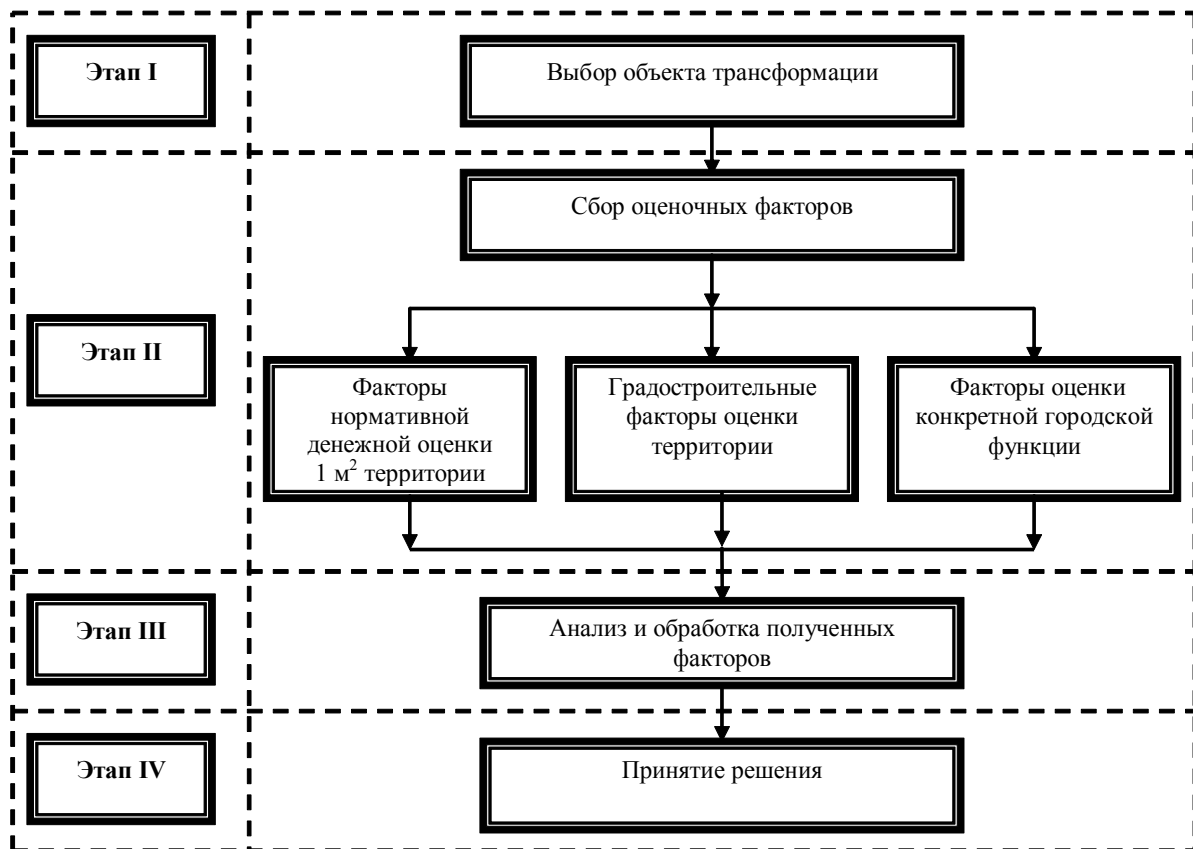 Этап I
Выбор объекта трансформации
Сбор оценочных факторов
Этап II
Факторы
нормативной
денежной оценки
1 м² территории
Градостроительные
факторы оценки
территории
Факторы оценки
конкретной городской
функции
Этап III
Анализ и обработка полученных
факторов
Этап IV
Принятие решения